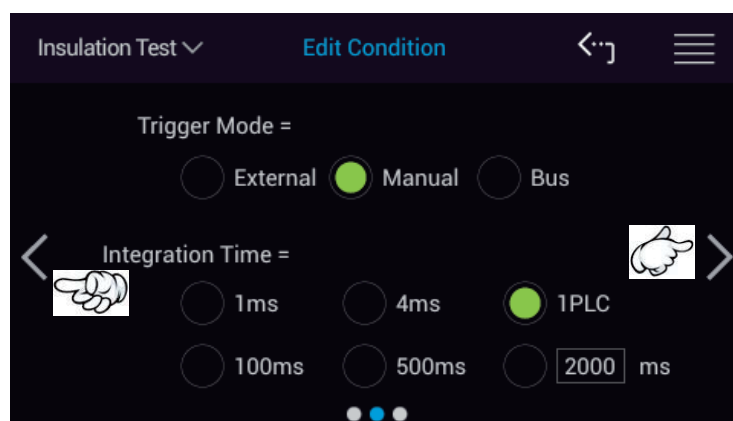 Insulation Test Edit Condition
Trigger Mode =
External Manual Bus
Integration Time =
1ms 4ms 1PLC
100ms 500ms 2000 ms